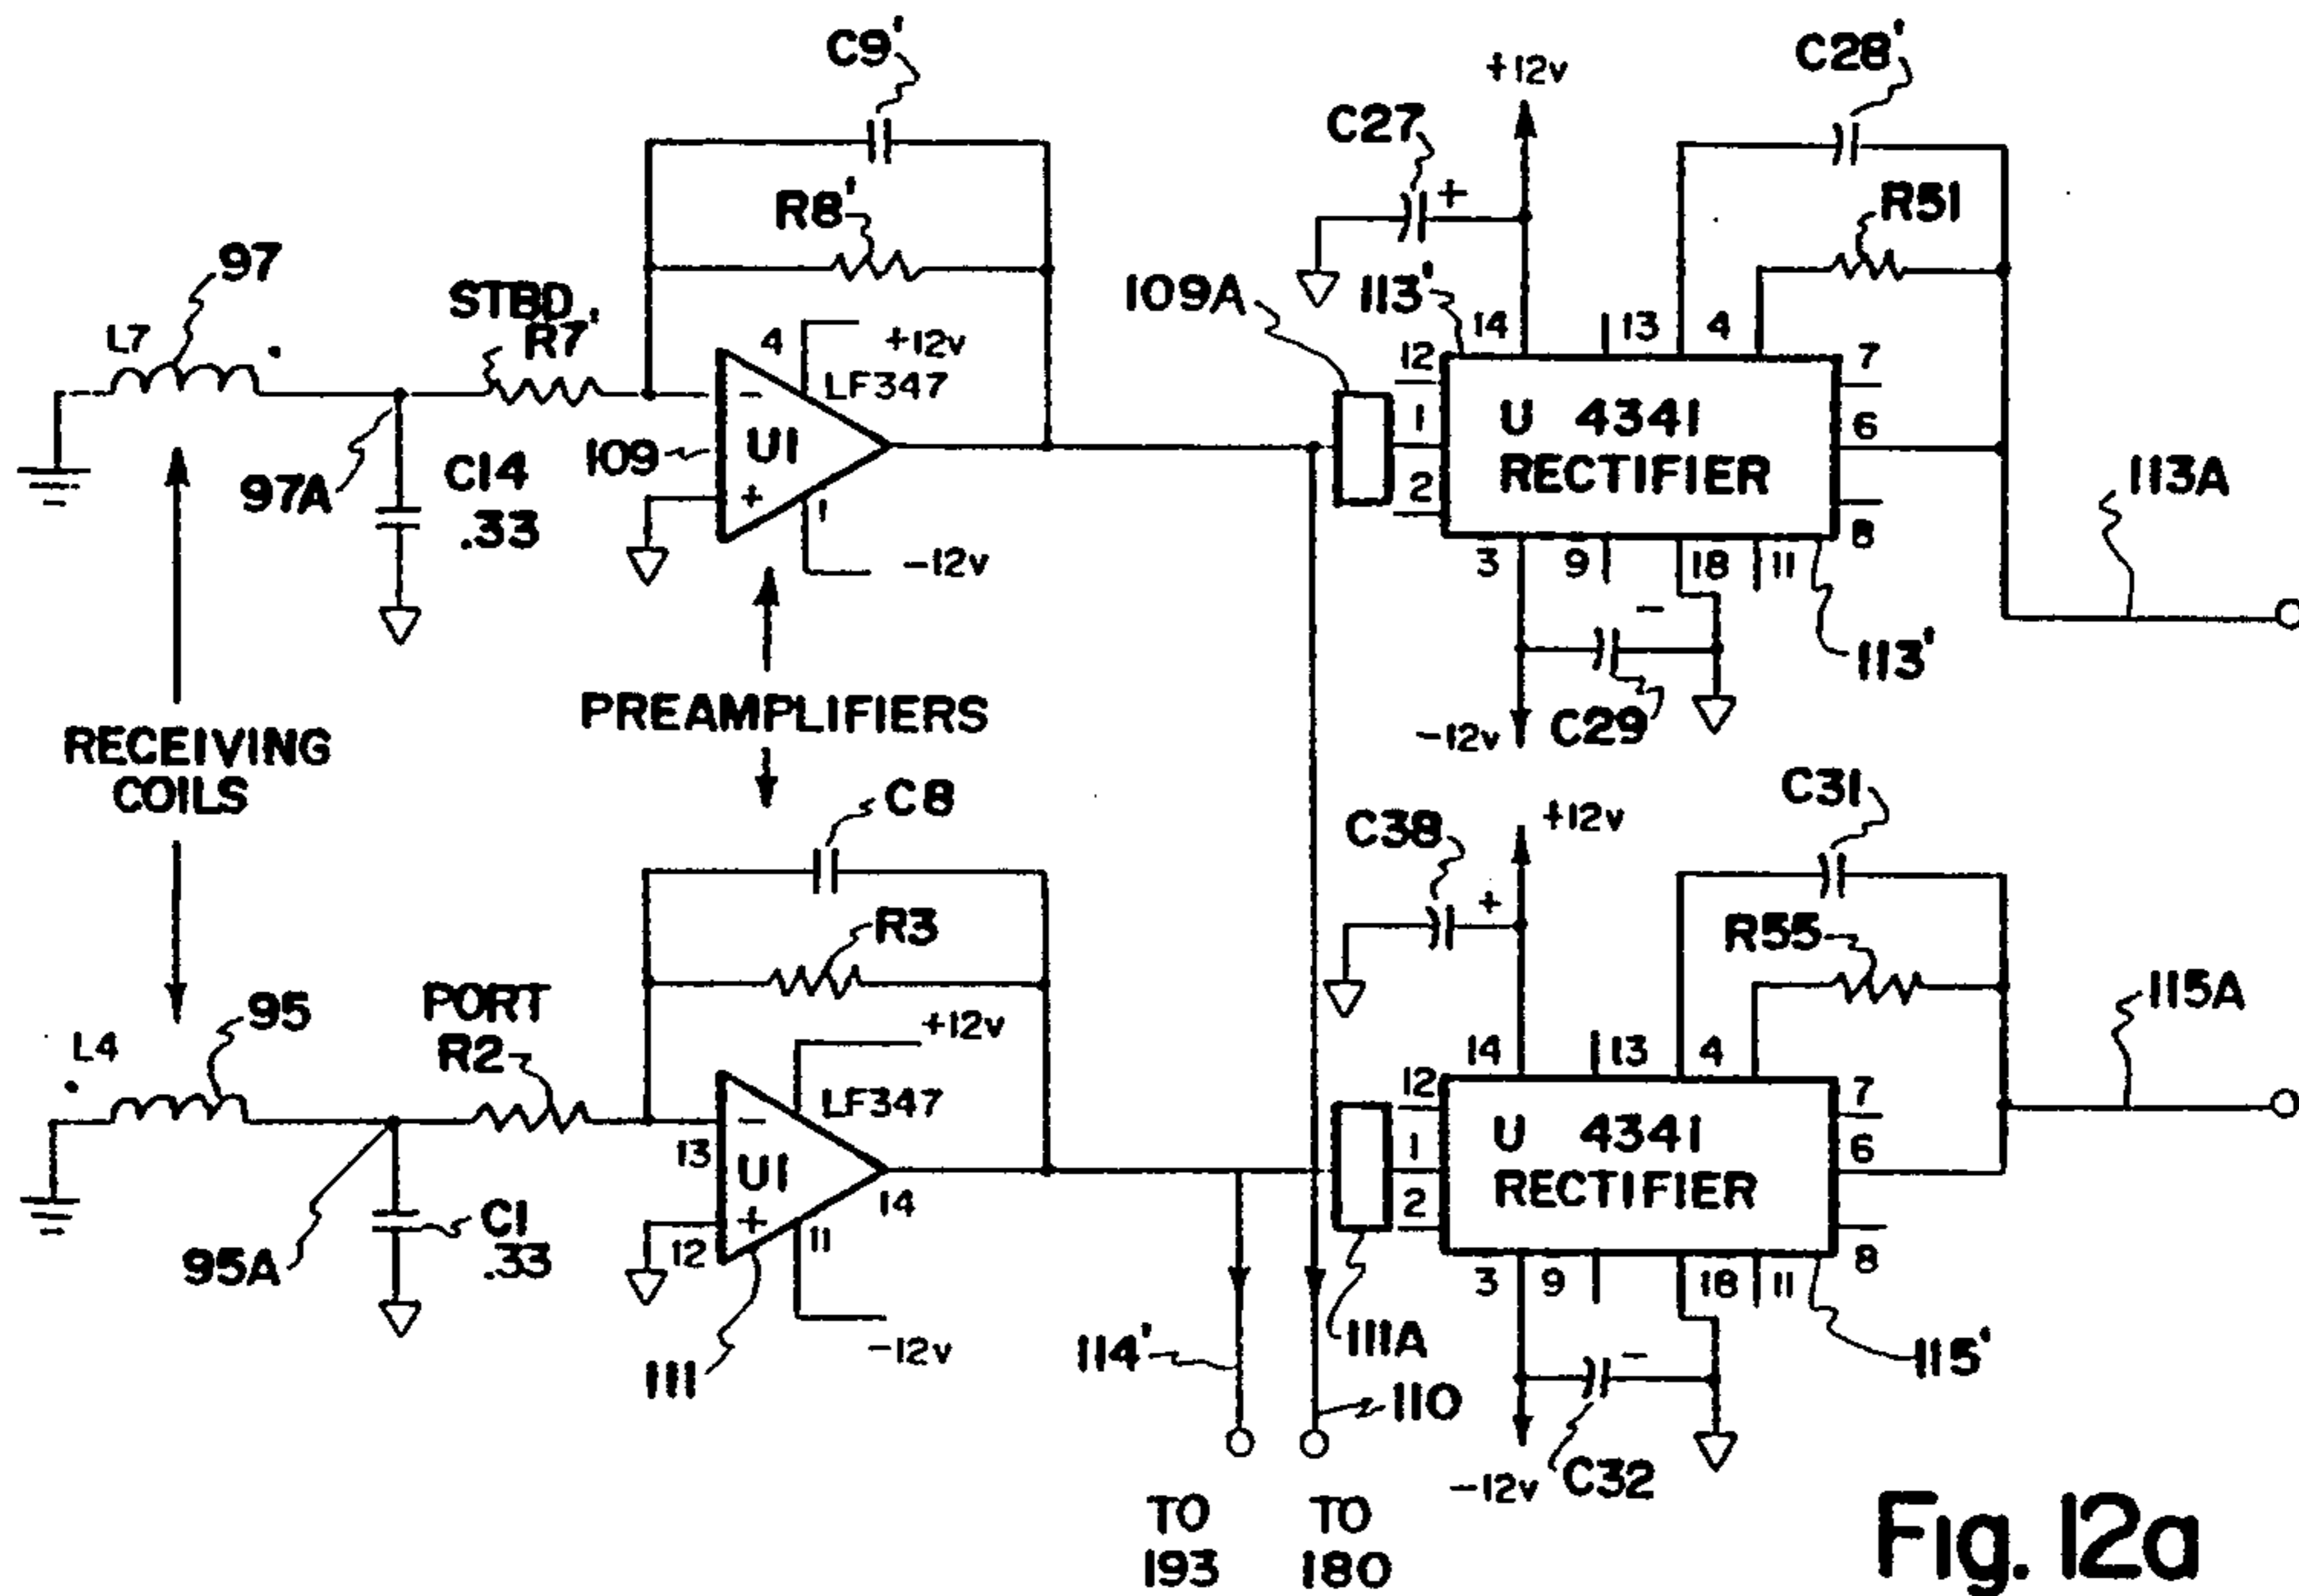 C9'
+12v
C28'
C27
+
R8'
R51
97
109A
113'
STBD
R7'
L7
4
+12v
LF347
14
13
4
12
7
-
U1
109
1
U 4341
RECTIFIER
6
2
113A
97A
C14
.33
+
1
-12v
3
9
18
11
8
-
113'
PREAMPLIFIERS
RECEIVING
COILS
-12v
C29
C8
C38
+12v
C31
+
R3
R55
95
PORT
R2
115A
L4
+12v
LF347
14
13
4
12
7
-
13
U1
14
1
U 4341
RECTIFIER
6
2
C1
.33
+
12
11
95A
3
9
18
11
8
-12v
111
114'
111A
-
115'
110
-12v
C32
TO
193
TO
180
Fig. 12a